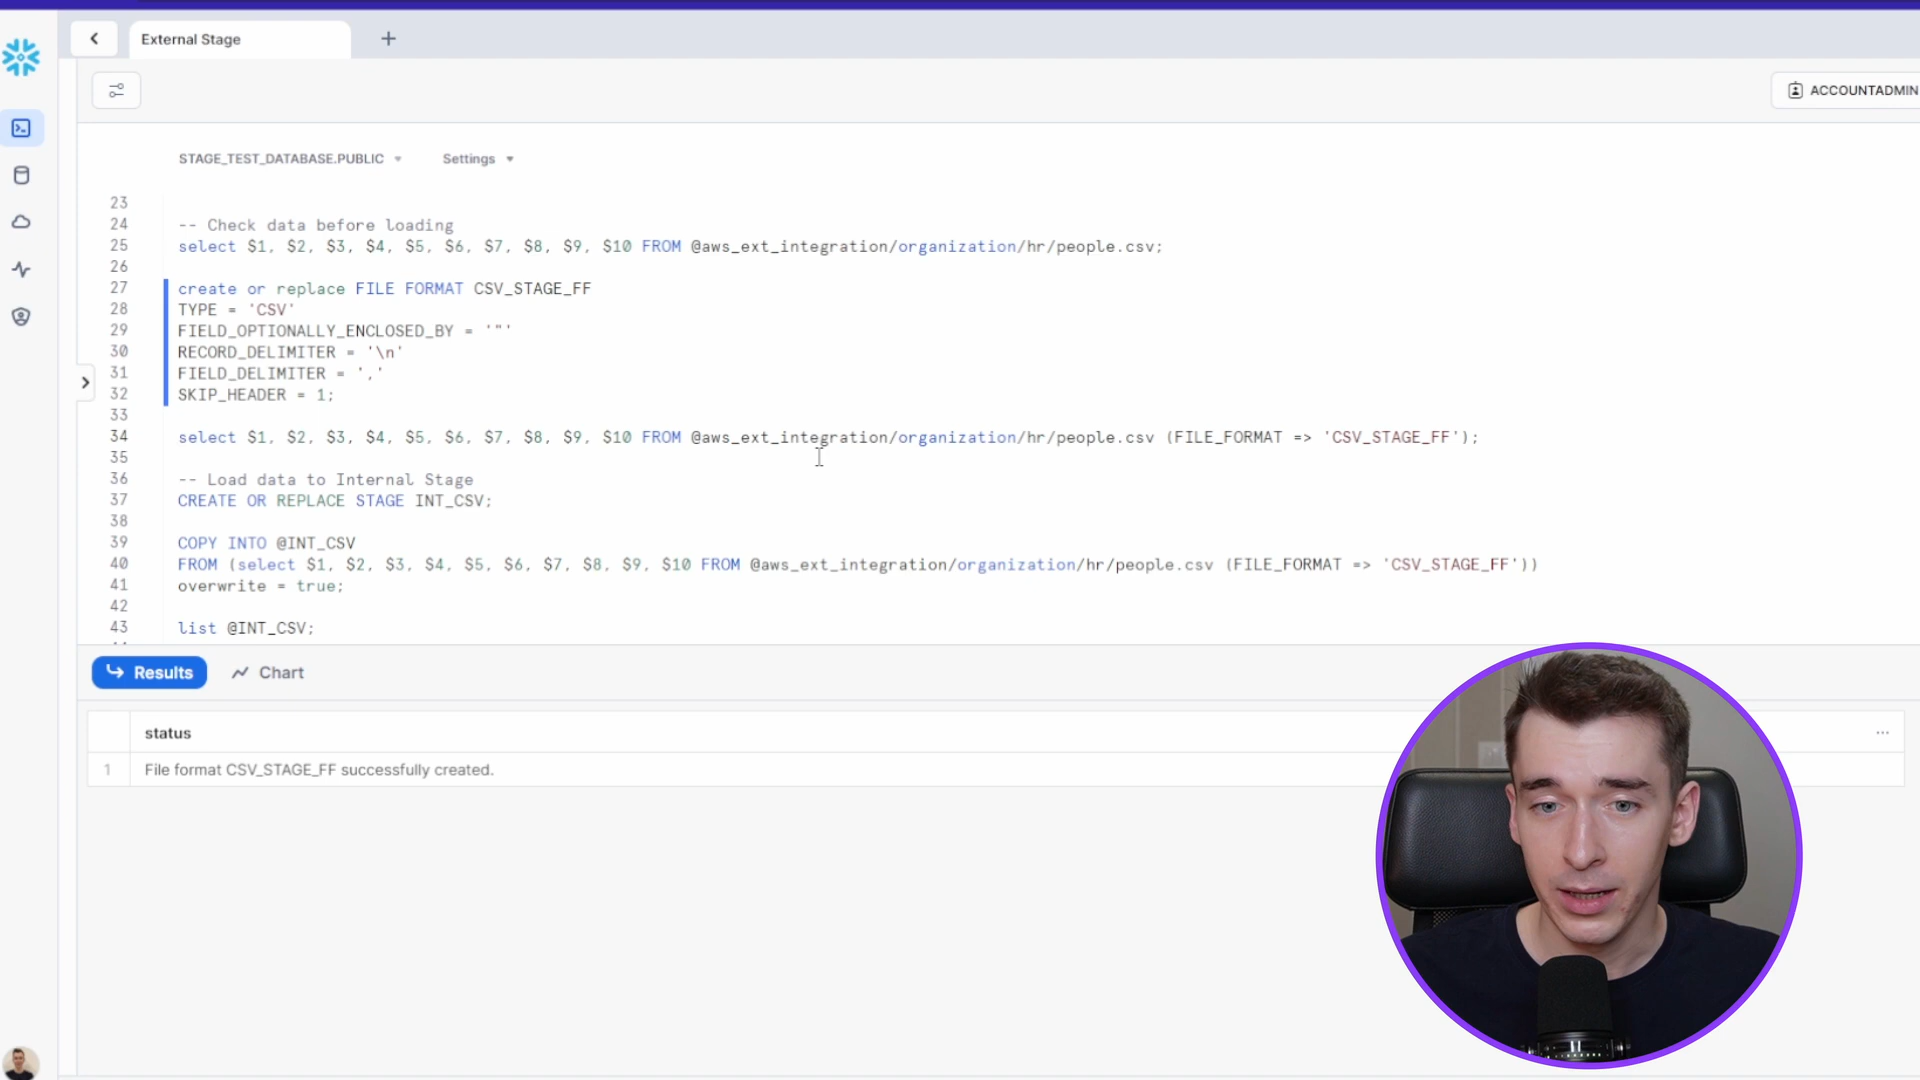 External Stage
ACCOUNTADMIN
STAGE_TEST_DATABASE.PUBLIC
Settings
23
24 -- Check data before loading
25 select $1, $2, $3, $4, $5, $6, $7, $8, $9, $10 FROM @aws_ext_integration/organization/hr/people.csv;
26
27 create or replace FILE FORMAT CSV_STAGE_FF
28 TYPE = 'CSV'
29 FIELD_OPTIONALLY_ENCLOSED_BY = '"'
30 RECORD_DELIMITER = '\n'
31 FIELD_DELIMITER = ','
32 SKIP_HEADER = 1;
33
34 select $1, $2, $3, $4, $5, $6, $7, $8, $9, $10 FROM @aws_ext_integration/organization/hr/people.csv (FILE_FORMAT => 'CSV_STAGE_FF');
35
36 -- Load data to Internal Stage
37 CREATE OR REPLACE STAGE INT_CSV;
38
39 COPY INTO @INT_CSV
40 FROM (select $1, $2, $3, $4, $5, $6, $7, $8, $9, $10 FROM @aws_ext_integration/organization/hr/people.csv (FILE_FORMAT => 'CSV_STAGE_FF'))
41 overwrite = true;
42
43 list @INT_CSV;
Results
Chart
status
1 File format CSV_STAGE_FF successfully created.